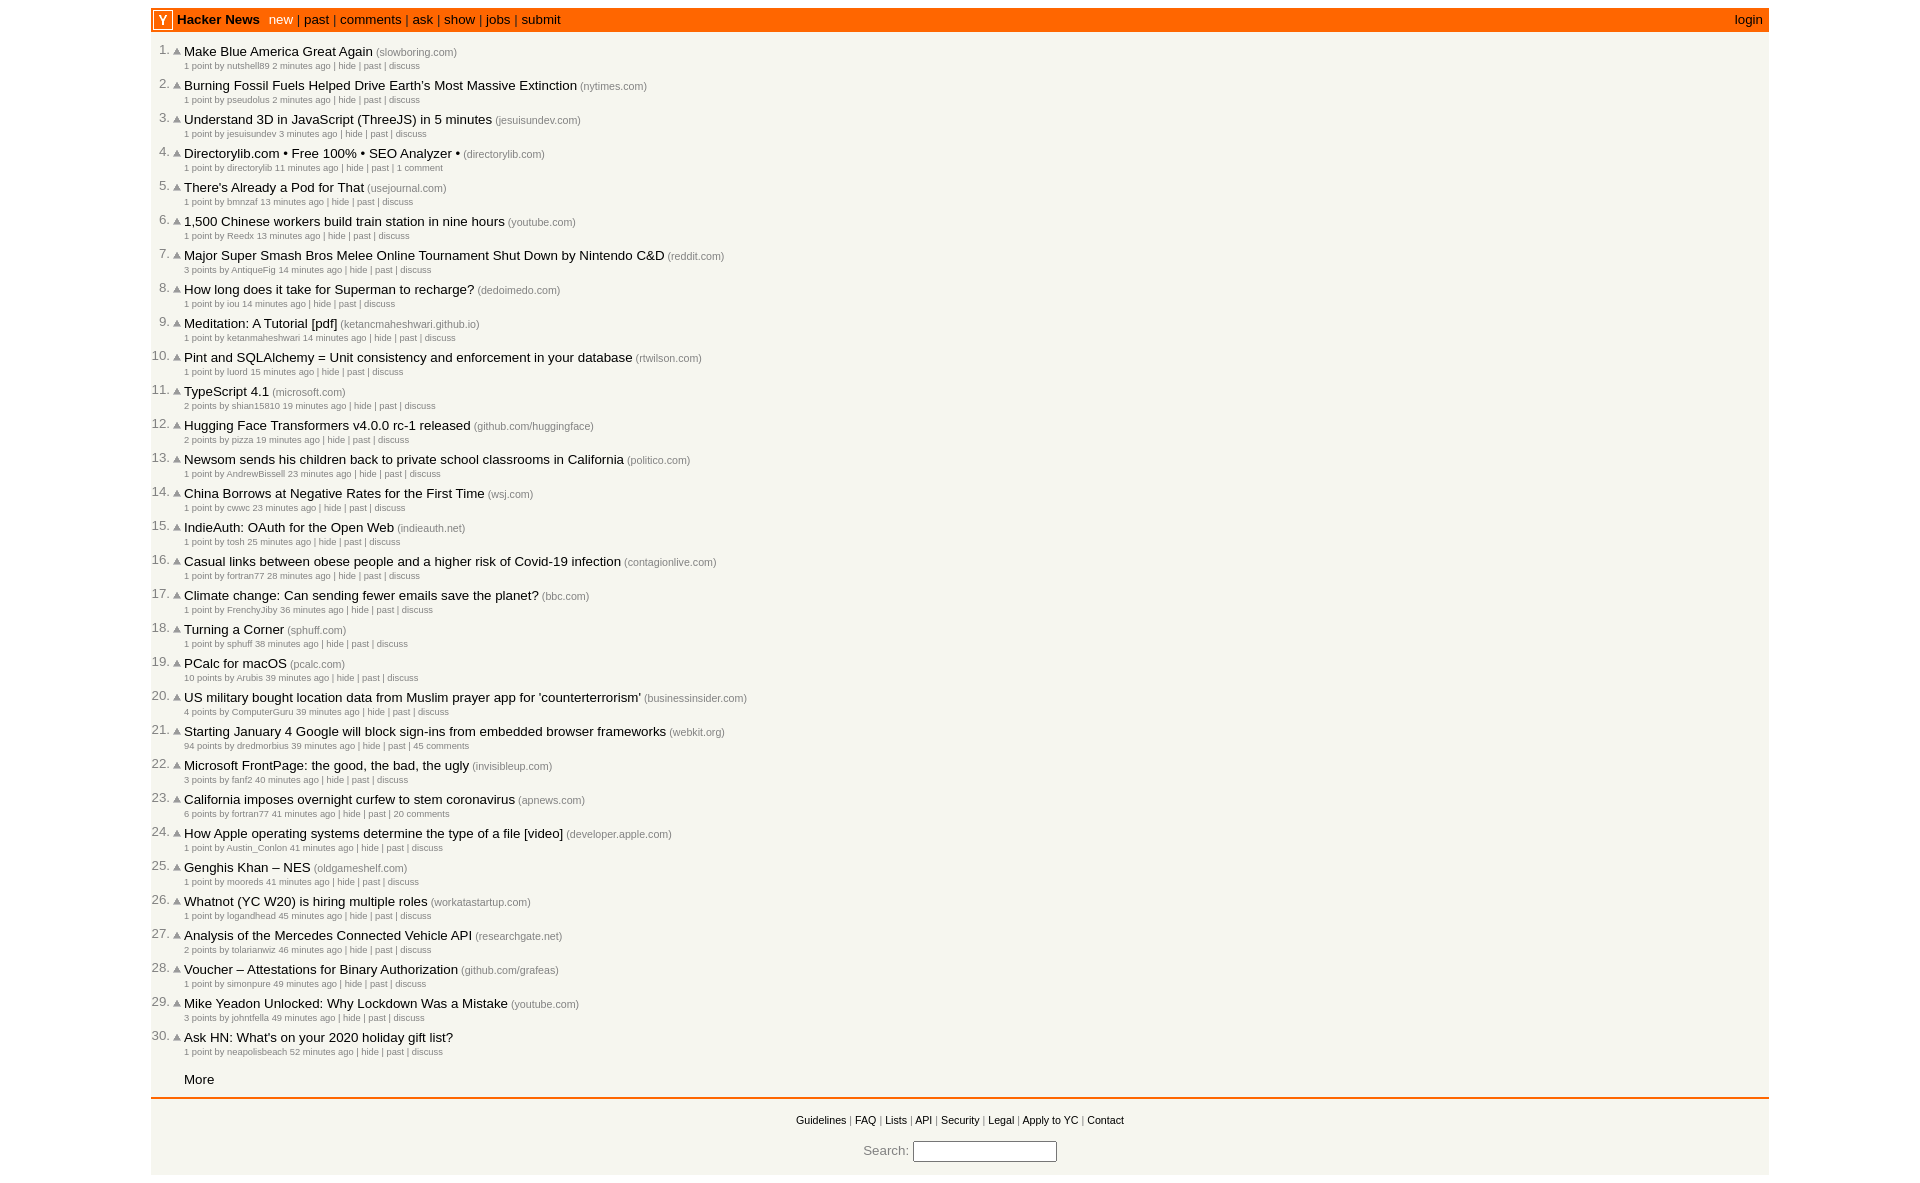 Y Hacker News new | past | comments | ask | show | jobs | submit login
1. Make Blue America Great Again (slowboring.com)
1 point by nutshell89 2 minutes ago | hide | past | discuss
2. Burning Fossil Fuels Helped Drive Earth's Most Massive Extinction (nytimes.com)
1 point by pseudolus 2 minutes ago | hide | past | discuss
3. Understand 3D in JavaScript (ThreeJS) in 5 minutes (jesuisundev.com)
1 point by jesuisundev 3 minutes ago | hide | past | discuss
4. Directorylib.com • Free 100% • SEO Analyzer • (directorylib.com)
1 point by directorylib 11 minutes ago | hide | past | 1 comment
5. There's Already a Pod for That (usejournal.com)
1 point by bmnzaf 13 minutes ago | hide | past | discuss
6. 1,500 Chinese workers build train station in nine hours (youtube.com)
1 point by Reedx 13 minutes ago | hide | past | discuss
7. Major Super Smash Bros Melee Online Tournament Shut Down by Nintendo C&D (reddit.com)
3 points by AntiqueFig 14 minutes ago | hide | past | discuss
8. How long does it take for Superman to recharge? (dedoimedo.com)
1 point by iou 14 minutes ago | hide | past | discuss
9. Meditation: A Tutorial [pdf] (ketancmaheshwari.github.io)
1 point by ketanmaheshwari 14 minutes ago | hide | past | discuss
10. Pint and SQLAlchemy = Unit consistency and enforcement in your database (rtwilson.com)
1 point by luord 15 minutes ago | hide | past | discuss
11. TypeScript 4.1 (microsoft.com)
2 points by shian15810 19 minutes ago | hide | past | discuss
12. Hugging Face Transformers v4.0.0 rc-1 released (github.com/huggingface)
2 points by pizza 19 minutes ago | hide | past | discuss
13. Newsom sends his children back to private school classrooms in California (politico.com)
1 point by AndrewBissell 23 minutes ago | hide | past | discuss
14. China Borrows at Negative Rates for the First Time (wsj.com)
1 point by cwwc 23 minutes ago | hide | past | discuss
15. IndieAuth: OAuth for the Open Web (indieauth.net)
1 point by tosh 25 minutes ago | hide | past | discuss
16. Casual links between obese people and a higher risk of Covid-19 infection (contagionlive.com)
1 point by fortran77 28 minutes ago | hide | past | discuss
17. Climate change: Can sending fewer emails save the planet? (bbc.com)
1 point by FrenchyJiby 36 minutes ago | hide | past | discuss
18. Turning a Corner (sphuff.com)
1 point by sphuff 38 minutes ago | hide | past | discuss
19. PCalc for macOS (pcalc.com)
10 points by Arubis 39 minutes ago | hide | past | discuss
20. US military bought location data from Muslim prayer app for 'counterterrorism' (businessinsider.com)
4 points by ComputerGuru 39 minutes ago | hide | past | discuss
21. Starting January 4 Google will block sign-ins from embedded browser frameworks (webkit.org)
94 points by dredmorbius 39 minutes ago | hide | past | 45 comments
22. Microsoft FrontPage: the good, the bad, the ugly (invisibleup.com)
3 points by fanf2 40 minutes ago | hide | past | discuss
23. California imposes overnight curfew to stem coronavirus (apnews.com)
6 points by fortran77 41 minutes ago | hide | past | 20 comments
24. How Apple operating systems determine the type of a file [video] (developer.apple.com)
1 point by Austin_Conlon 41 minutes ago | hide | past | discuss
25. Genghis Khan – NES (oldgameshelf.com)
1 point by mooreds 41 minutes ago | hide | past | discuss
26. Whatnot (YC W20) is hiring multiple roles (workatastartup.com)
1 point by logandhead 45 minutes ago | hide | past | discuss
27. Analysis of the Mercedes Connected Vehicle API (researchgate.net)
2 points by tolarianwiz 46 minutes ago | hide | past | discuss
28. Voucher – Attestations for Binary Authorization (github.com/grafeas)
1 point by simonpure 49 minutes ago | hide | past | discuss
29. Mike Yeadon Unlocked: Why Lockdown Was a Mistake (youtube.com)
3 points by johntfella 49 minutes ago | hide | past | discuss
30. Ask HN: What's on your 2020 holiday gift list?
1 point by neapolisbeach 52 minutes ago | hide | past | discuss
More
Guidelines | FAQ | Lists | API | Security | Legal | Apply to YC | Contact
Search: